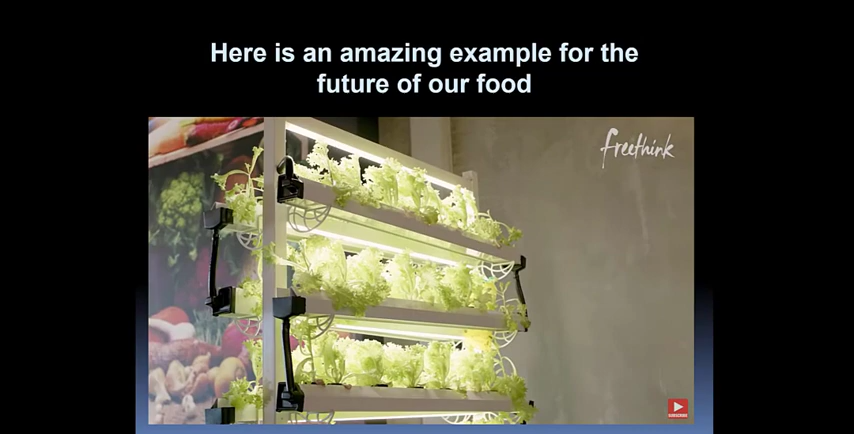 Here is an amazing example for the
future of our food
freethink